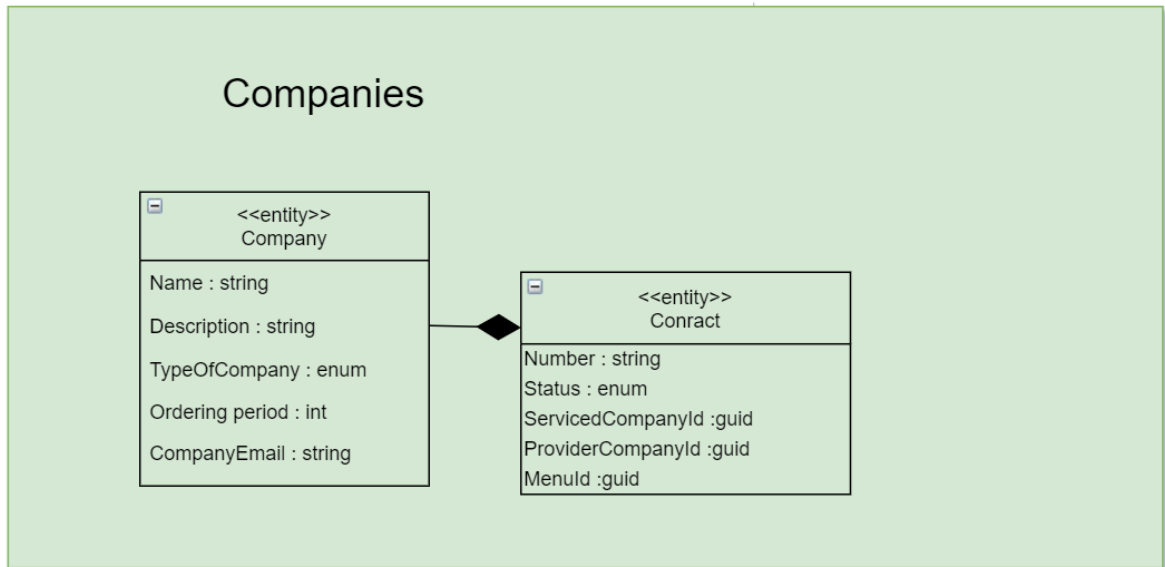 Companies
<<entity>>
Company
Name : string
Description : string
TypeOfCompany : enum
Ordering period : int
CompanyEmail : string
<<entity>>
Conract
Number : string
Status : enum
ServicedCompanyId :guid
ProviderCompanyId :guid
MenuId :guid